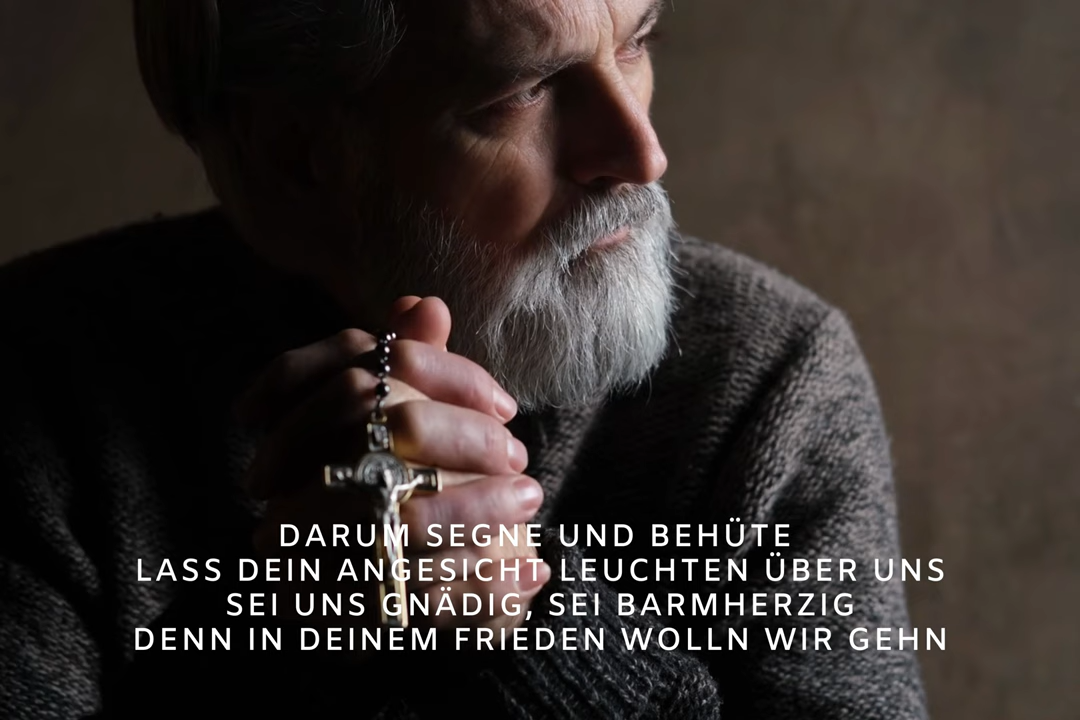 DARUM SEGNE UND BEHÜTE
LASS DEIN ANGESICHT LEUCHTEN ÜBER UNS
SEI UNS GNÄDIG, SEI BARMHERZIG
DENN IN DEINEM FRIEDEN WOLLN WIR GEHN